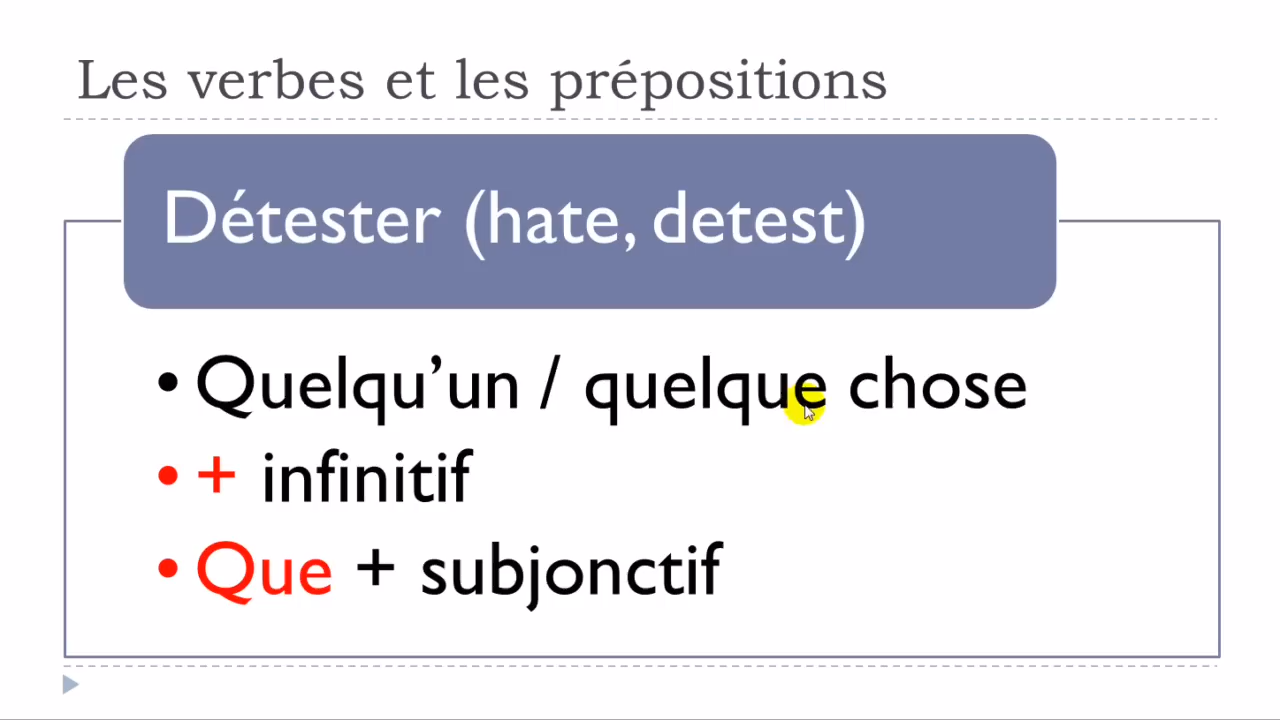 Les verbes et les prépositions
Détester (hate, detest)
• Quelqu’un / quelque chose
• + infinitif
• Que + subjonctif